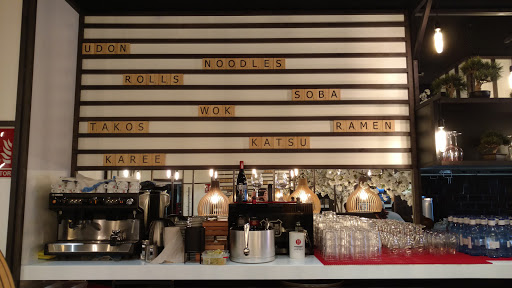 UDON
NOODLES
ROLLS
SOBA
WOK
TAKOS
RAMEN
KATSU
KAREE